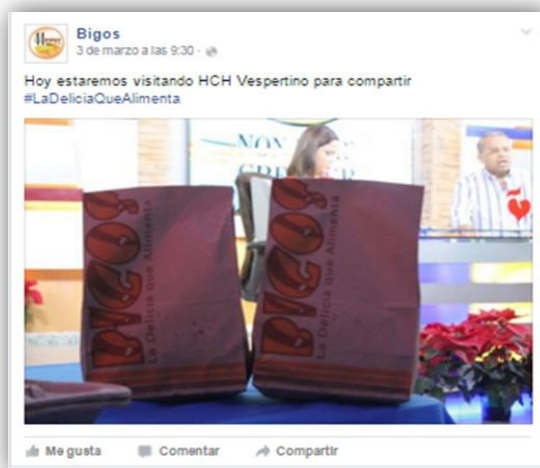 Bigos
3 de marzo a las 9:30 ·
Hoy estaremos visitando HCH Vespertino para compartir
#LaDeliciaQueAlimenta
BIGOS
La Delicia que Alimenta
BIGOS
La Delicia que Alimenta
Me gusta
Comentar
Compartir